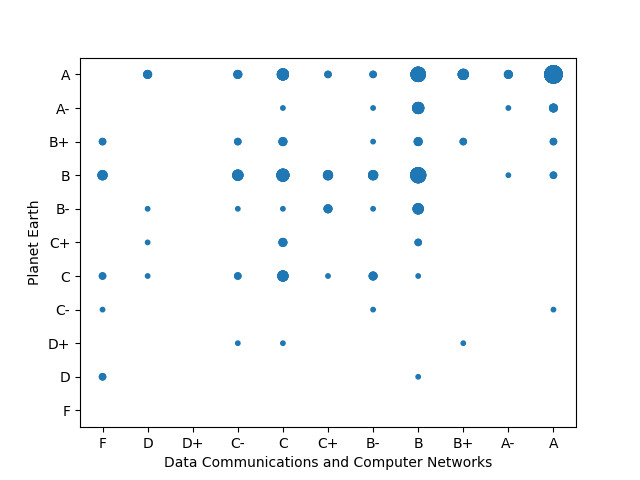 A
A-
B+
B
B-
C+
C
C-
D+
D
F
Planet Earth
F D D+ C- C C+ B- B B+ A- A
Data Communications and Computer Networks